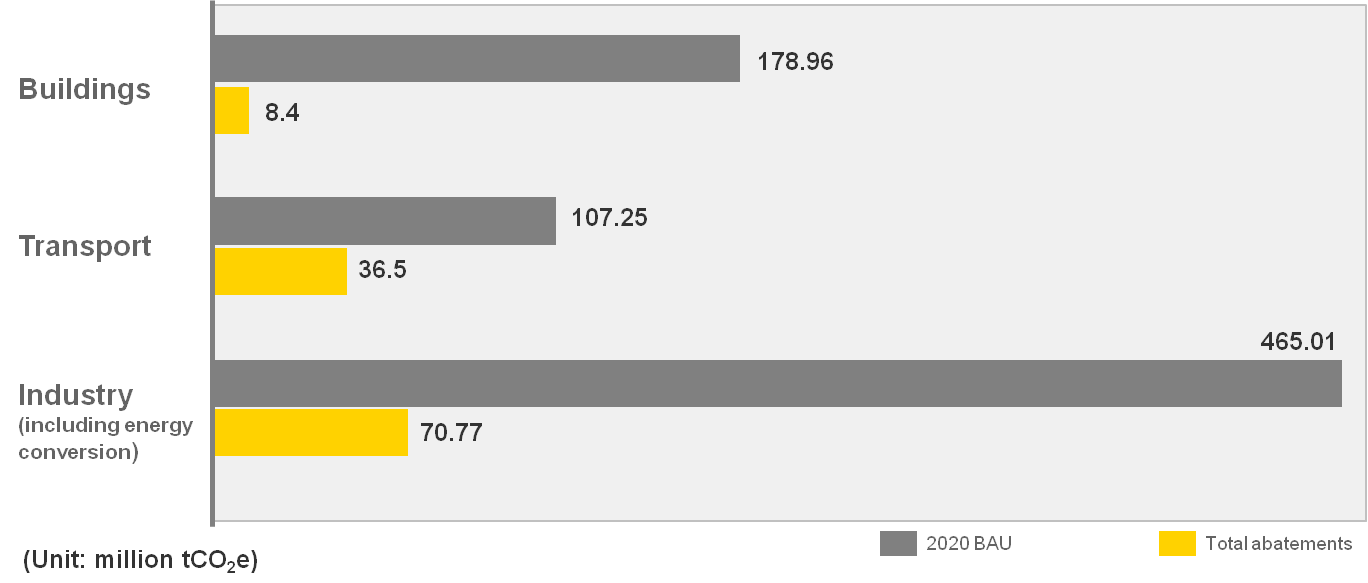 Buildings
178.96
8.4
Transport
107.25
36.5
465.01
Industry
(including energy
conversion)
70.77
(Unit: million tCO₂e)
2020 BAU
Total abatements